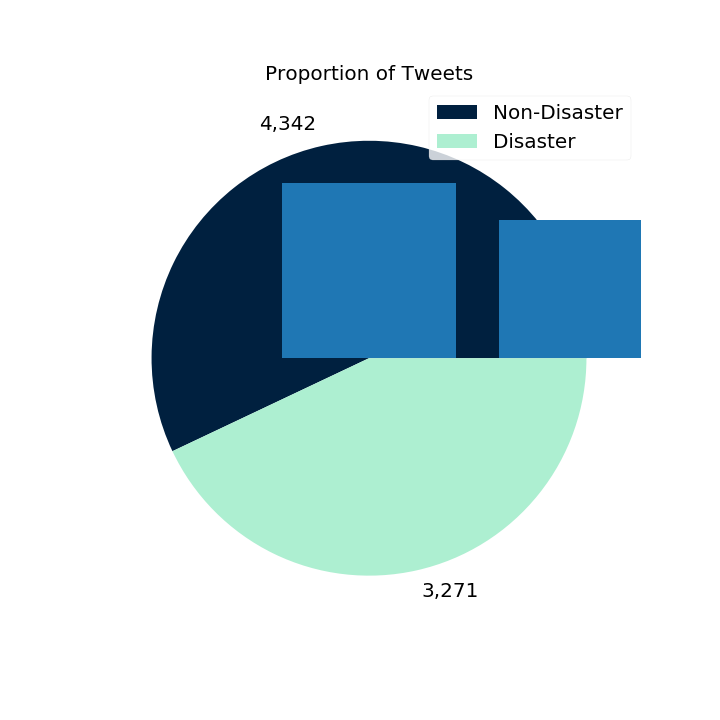 Proportion of Tweets
4,342
Non-Disaster
Disaster
3,271